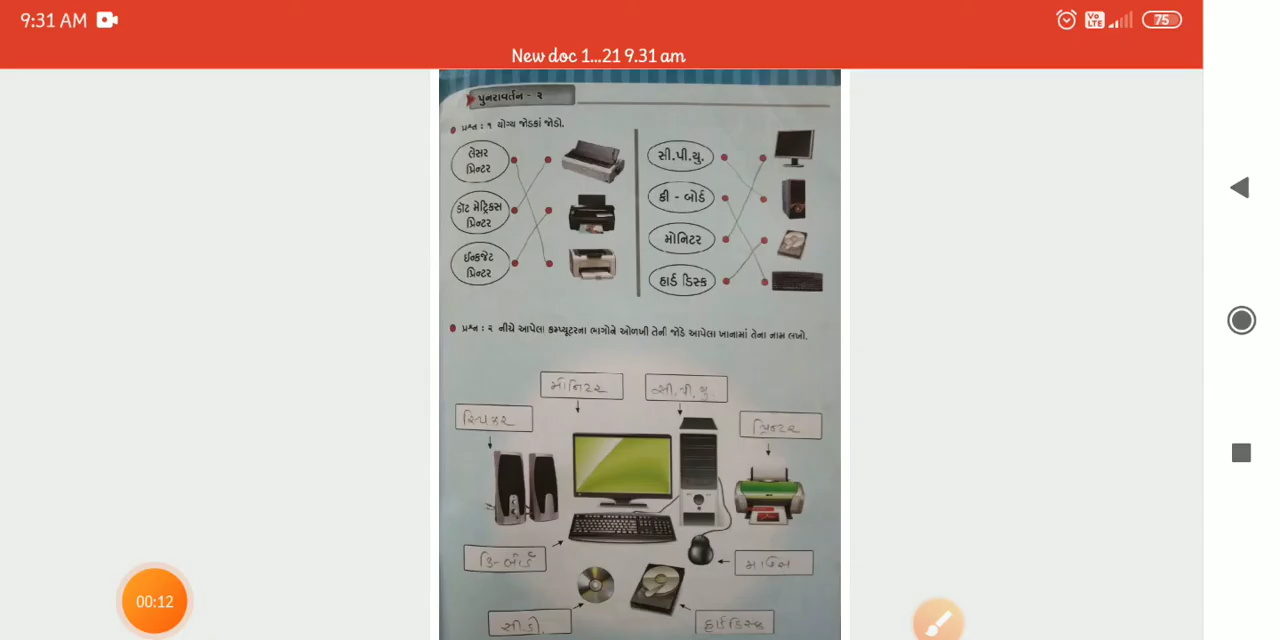 9:31 AM
Vo LTE
75
New doc 1...21 9.31 am
પુનરાવર્તન - ૨
પ્રશ્ન : ૧ યોગ્ય જોડકાં જોડો.
લેસર
પ્રિન્ટર
ડૉટ મેટ્રિક્સ
પ્રિન્ટર
ઈન્કજેટ
પ્રિન્ટર
સી.પી.યુ.
કી - બોર્ડ
મોનિટર
હાર્ડ ડિસ્ક
પ્રશ્ન : ૨ નીચે આપેલા કમ્પ્યૂટરના ભાગોને ઓળખી તેની જોડે આપેલા ખાનામાં તેના નામ લખો.
મોનિટર
સી.પી.યુ.
સ્પિકર
પ્રિન્ટર
કિ-બોર્ડ
માઉસ
સી.ડી.
હાર્ડડિસ્ક
00:12